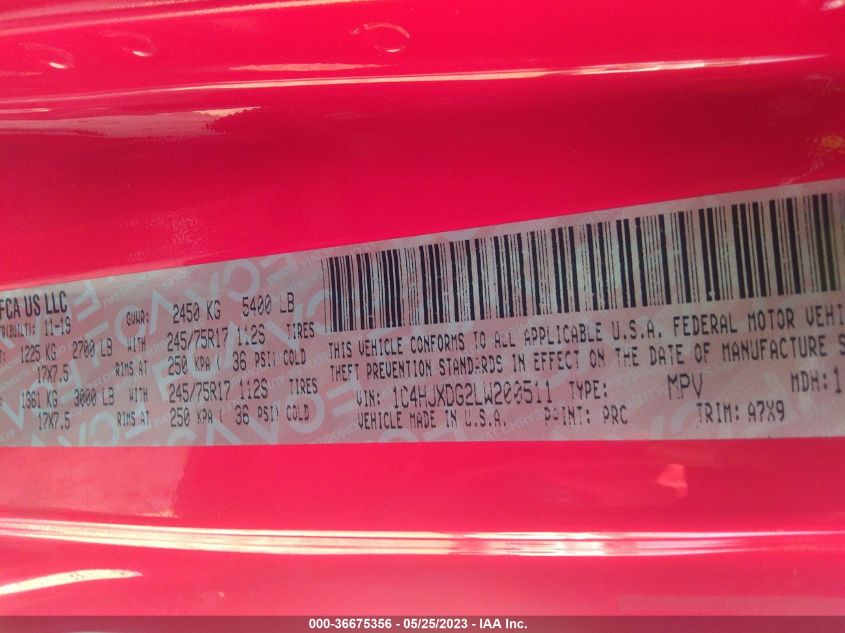 FCA US LLC
11-19 GVWR: 2450 KG 5400 LB
1225 KG 2700 LB WITH 245/75R17 112S TIRES
17X7.5 RIMS AT 250 KPA ( 36 PSI) COLD
1361 KG 3000 LB WITH 245/75R17 112S TIRES
17X7.5 RIMS AT 250 KPA ( 36 PSI) COLD
THIS VEHICLE CONFORMS TO ALL APPLICABLE U.S.A. FEDERAL MOTOR VEHI
THEFT PREVENTION STANDARDS IN EFFECT ON THE DATE OF MANUFACTURE S
VIN: 1C4HJXDG2LW200511 TYPE: MPV MDH: 1
VEHICLE MADE IN U.S.A. PAINT: PRC TRIM: A7X9
000-36675356 - 05/25/2023 - IAA Inc.